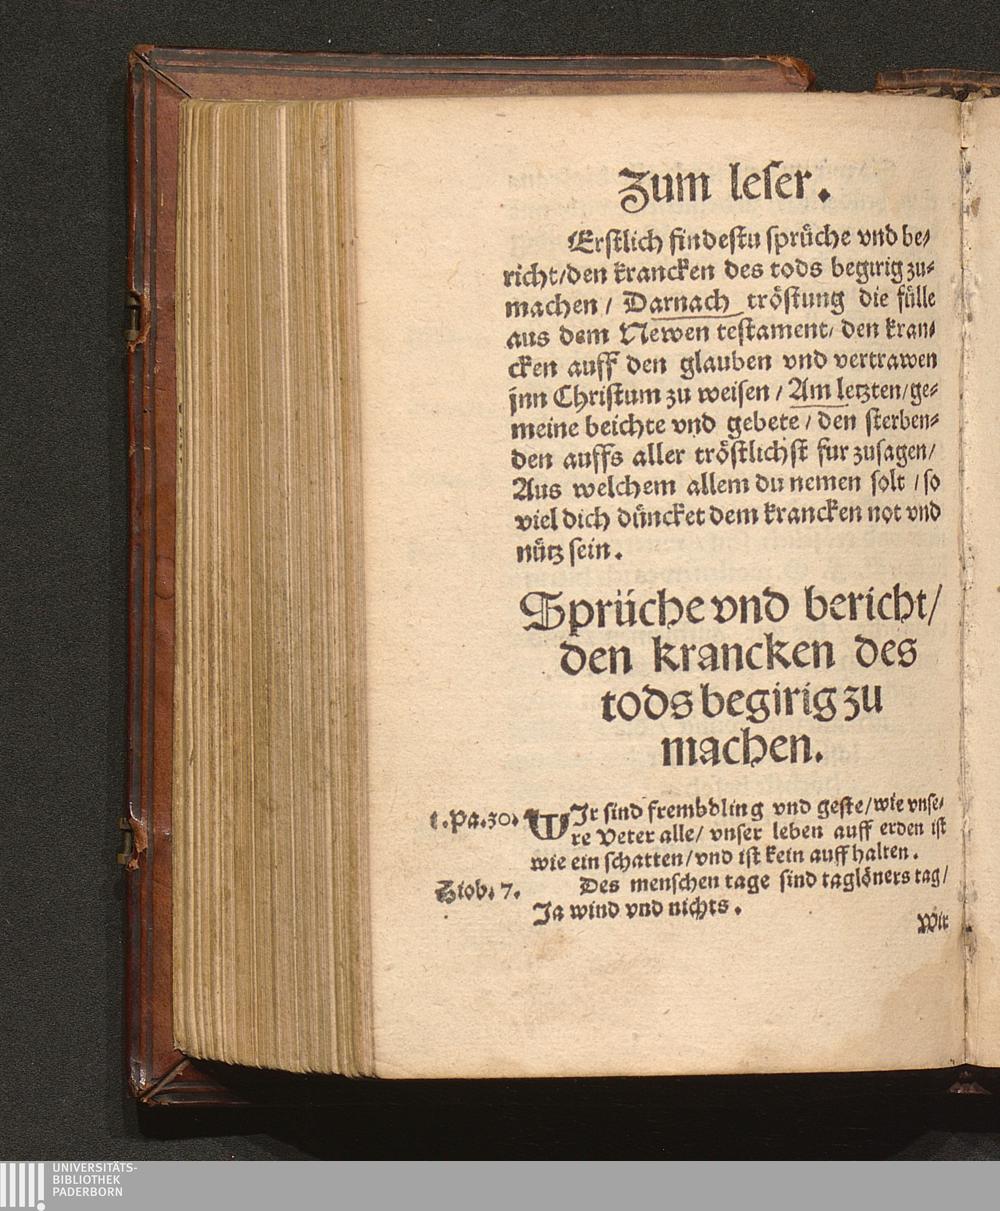 Zum leser.
Erstlich findestu sprüche vnd be/
richt/den krancken des tods begirig zu=
machen / Darnach tröstung die fülle
aus dem Newen testament/ den kran/
cken auff den glauben vnd vertrawen
jnn Christum zu weisen / Am letzten/ge=
meine beichte vnd gebete / den sterben=
den auffs aller tröstlichst fur zusagen/
Aus welchem allem du nemen solt / so
viel dich düncket dem krancken not vnd
nütz sein.
Sprüche vnd bericht/
den krancken des
tods begirig zu
machen.
1.Pa.30. WJr sind frembdling vnd geste/wie vnse/
re Veter alle/ vnser leben auff erden ist
wie ein schatten/vnd ist kein auff halten.
Hiob. 7. Des menschen tage sind taglöners tag/
Ja wind vnd nichts.
Wir
UNIVERSITÄTS-
BIBLIOTHEK
PADERBORN